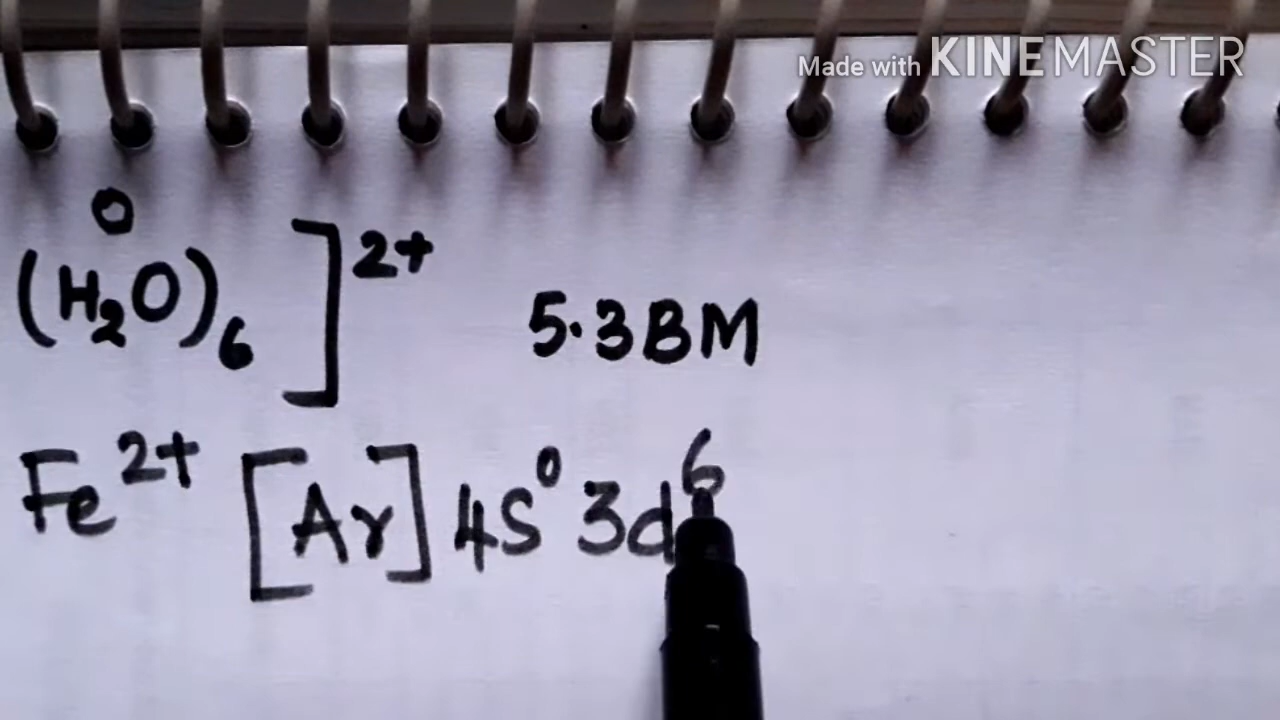 Made with KINEMASTER
0
(H₂O)₆ ]²⁺ 5.3BM
Fe²⁺ [Ar] 4S⁰ 3d⁶